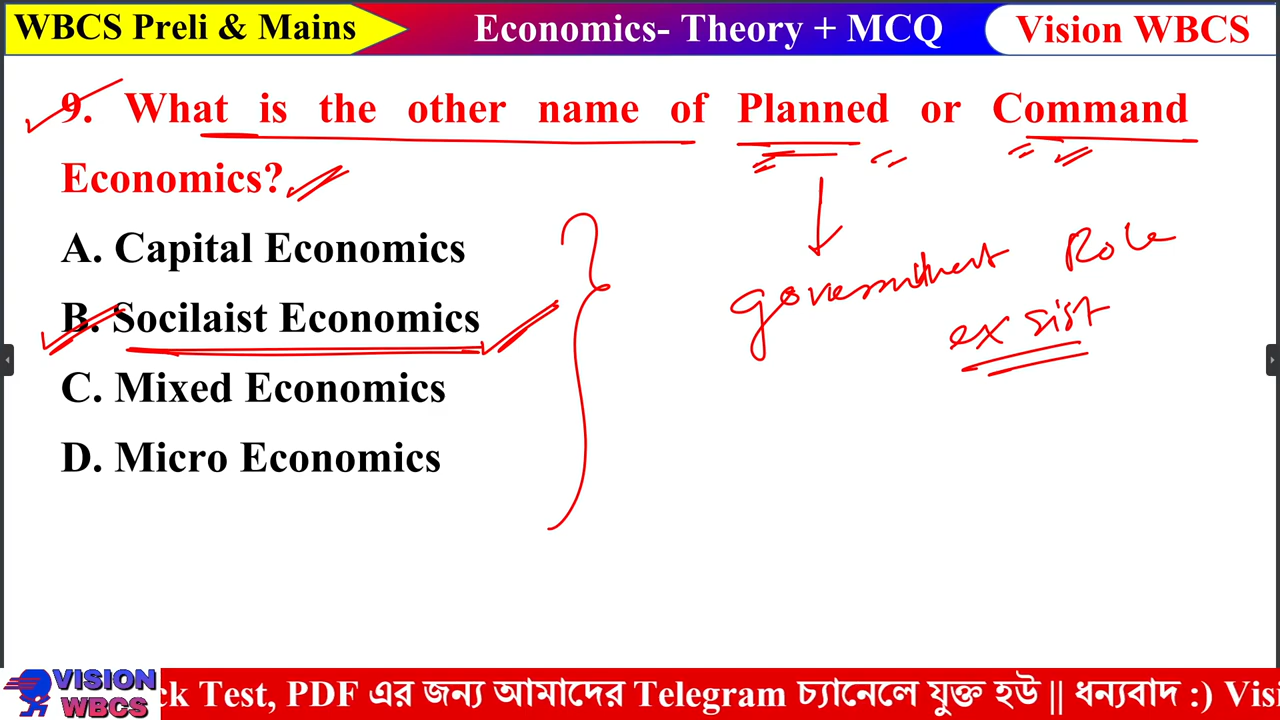 WBCS Preli & Mains
Economics- Theory + MCQ
Vision WBCS
9. What is the other name of Planned or Command
Economics?
A. Capital Economics
B. Socilaist Economics
C. Mixed Economics
D. Micro Economics
government Role
exsist
VISION
WBCS
ck Test, PDF এর জন্য আমাদের Telegram চ্যানেলে যুক্ত হউ || ধন্যবাদ :) Visi